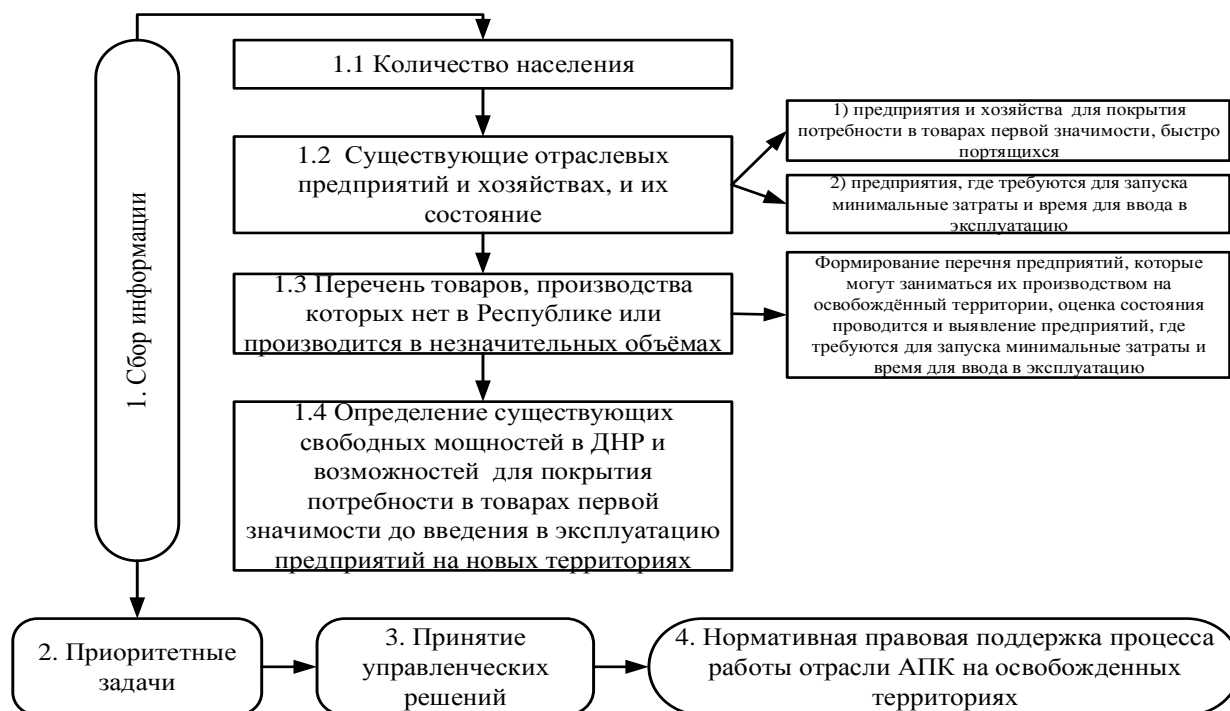 1. Сбор информации
1.1 Количество населения
1.2 Существующие отраслевых
предприятий и хозяйствах, и их
состояние
1) предприятия и хозяйства для покрытия
потребности в товарах первой значимости, быстро
портящихся
2) предприятия, где требуются для запуска
минимальные затраты и время для ввода в
эксплуатацию
1.3 Перечень товаров, производства
которых нет в Республике или
производится в незначительных объёмах
Формирование перечня предприятий, которые
могут заниматься их производством на
освобождённый территории, оценка состояния
проводится и выявление предприятий, где
требуются для запуска минимальные затраты и
время для ввода в эксплуатацию
1.4 Определение существующих
свободных мощностей в ДНР и
возможностей для покрытия
потребности в товарах первой
значимости до введения в эксплуатацию
предприятий на новых территориях
2. Приоритетные
задачи
3. Принятие
управленческих
решений
4. Нормативная правовая поддержка процесса
работы отрасли АПК на освобожденных
территориях